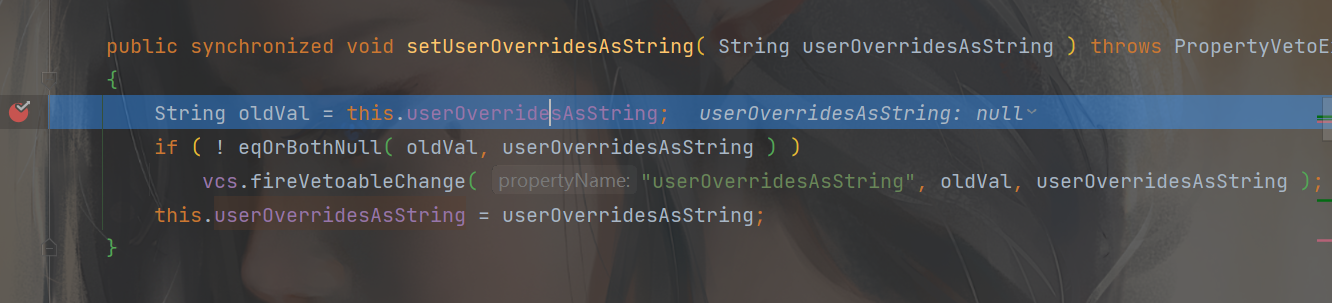 public synchronized void setUserOverridesAsString( String userOverridesAsString ) throws PropertyVetoE
{
String oldVal = this.userOverridesAsString; userOverridesAsString: null
if ( ! eqOrBothNull( oldVal, userOverridesAsString ) )
vcs.fireVetoableChange( propertyName: "userOverridesAsString", oldVal, userOverridesAsString );
this.userOverridesAsString = userOverridesAsString;
}